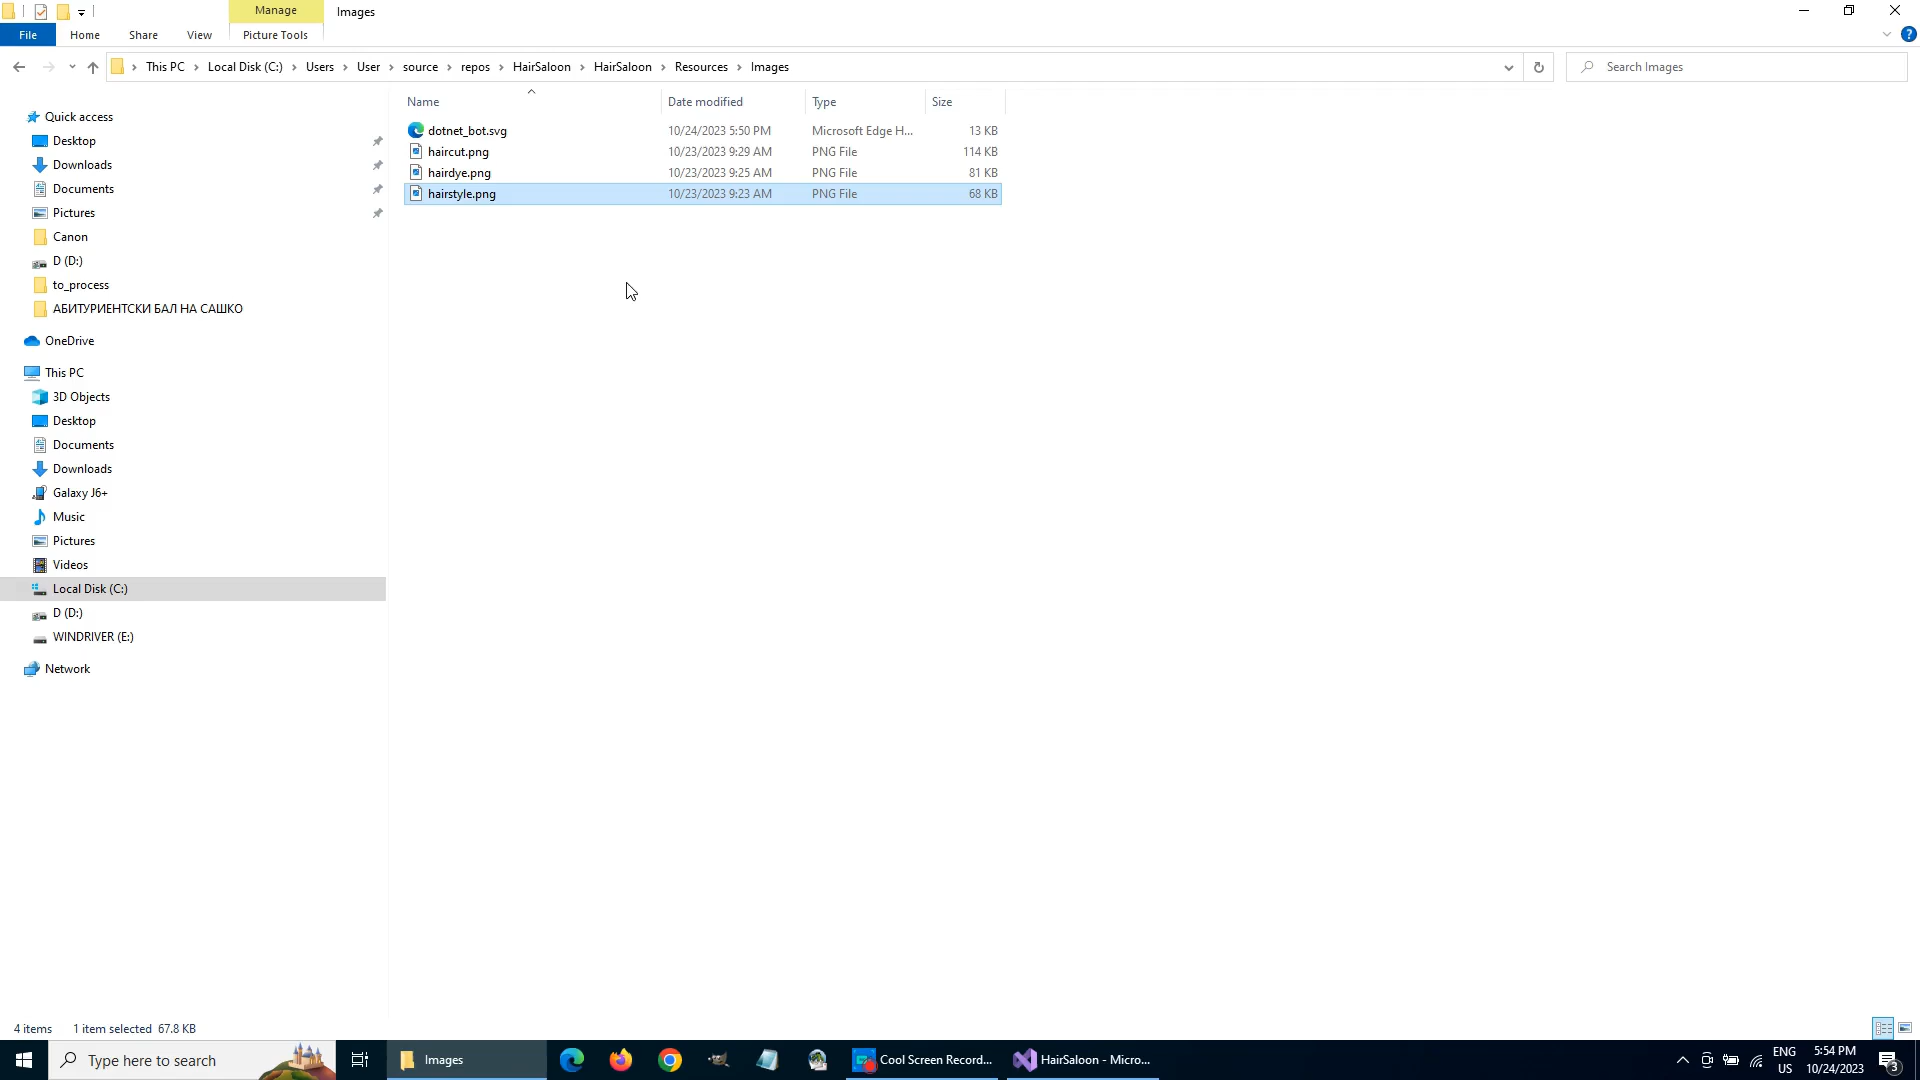 Manage
Images
File
Home
Share
View
Picture Tools
This PC
Local Disk (C:)
Users
User
source
repos
HairSaloon
HairSaloon
Resources
Images
Search Images
Name
Date modified
Type
Size
dotnet_bot.svg 10/24/2023 5:50 PM Microsoft Edge H... 13 KB
haircut.png 10/23/2023 9:29 AM PNG File 114 KB
hairdye.png 10/23/2023 9:25 AM PNG File 81 KB
hairstyle.png 10/23/2023 9:23 AM PNG File 68 KB
Quick access
Desktop
Downloads
Documents
Pictures
Canon
D (D:)
to_process
АБИТУРИЕНТСКИ БАЛ НА САШКО
OneDrive
This PC
3D Objects
Desktop
Documents
Downloads
Galaxy J6+
Music
Pictures
Videos
Local Disk (C:)
D (D:)
WINDRIVER (E:)
Network
4 items
1 item selected 67.8 KB
Type here to search
Images
Cool Screen Record...
HairSaloon - Micro...
ENG
US
5:54 PM
10/24/2023
3